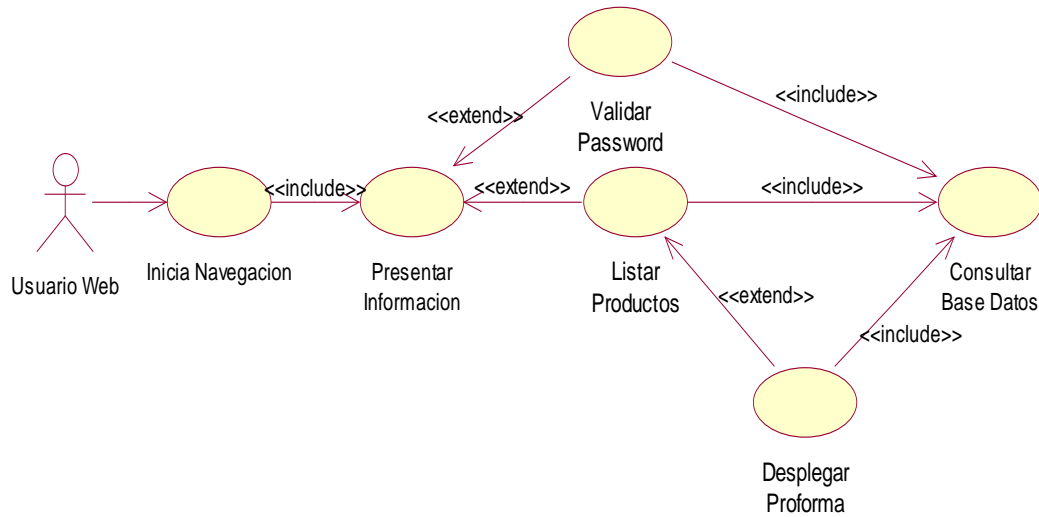 <<include>>
<<extend>>
Validar
Password
<<include>>
<<extend>>
<<include>>
Usuario Web
Inicia Navegacion
Presentar
Informacion
Listar
Productos
Consultar
Base Datos
<<extend>>
<<include>>
Desplegar
Proforma